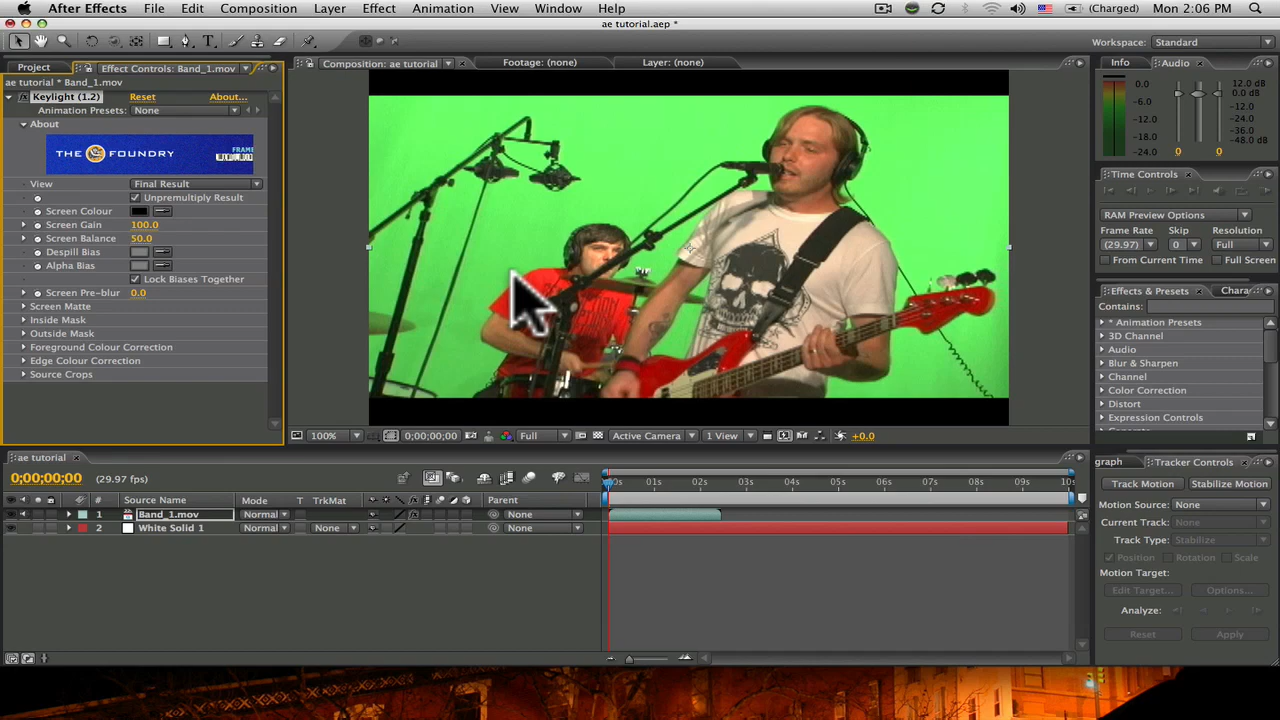 After Effects File Edit Composition Layer Effect Animation View Window Help (Charged) Mon 2:06 PM
ae tutorial.aep *
Workspace: Standard
Project Effect Controls: Band_1.mov Composition: ae tutorial Footage: (none) Layer: (none) Info Audio
ae tutorial * Band_1.mov
Keylight (1.2) Reset About...
Animation Presets: None
About
THE FOUNDRY FRAME
View Final Result
Unpremultiply Result
Screen Colour
Screen Gain 100.0
Screen Balance 50.0
Despill Bias
Alpha Bias
Lock Biases Together
Screen Pre-blur 0.0
Screen Matte
Inside Mask
Outside Mask
Foreground Colour Correction
Edge Colour Correction
Source Crops
0.0 12.0 dB
-6.0 0.0 dB
-12.0 -12.0
-18.0 -24.0
-36.0
-24.0 0 0 -48.0 dB
Time Controls
RAM Preview Options
Frame Rate Skip Resolution
(29.97) 0 Full
From Current Time Full Screen
Effects & Presets Chara
Contains:
* Animation Presets
3D Channel
Audio
Blur & Sharpen
Channel
Color Correction
Distort
Expression Controls
100% 0;00;00;00 Full Active Camera 1 View +0.0
ae tutorial
0;00;00;00 (29.97 fps)
00s 01s 02s 03s 04s 05s 06s 07s 08s 09s 10s
# Source Name Mode T TrkMat Parent
1 Band_1.mov Normal None
2 White Solid 1 Normal None None
graph Tracker Controls
Track Motion Stabilize Motion
Motion Source: None
Current Track: None
Track Type: Stabilize
Position Rotation Scale
Motion Target:
Edit Target... Options...
Analyze:
Reset Apply